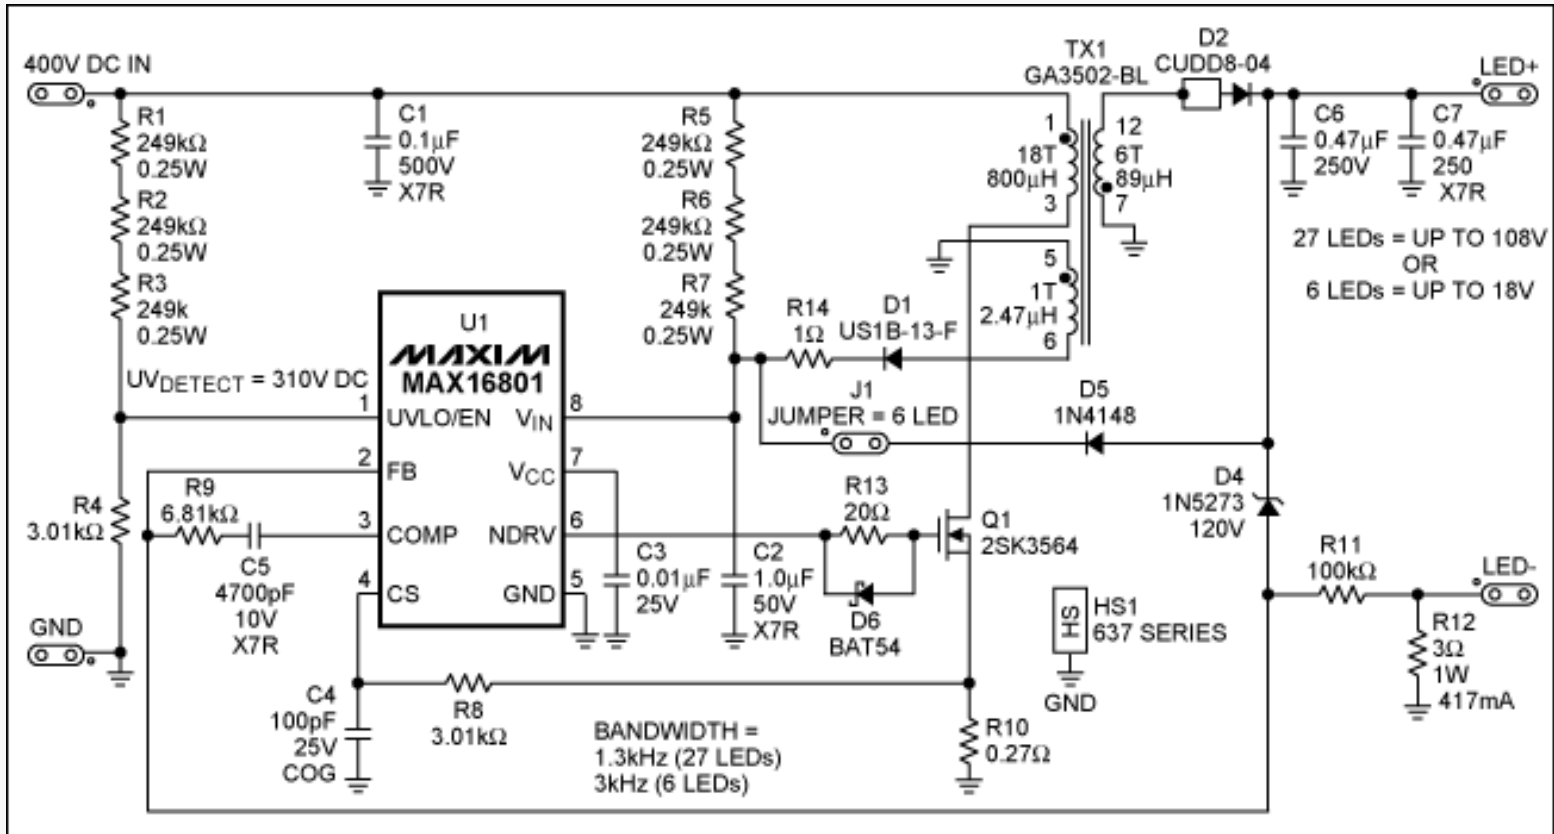 400V DC IN
R1
249kΩ
0.25W
R2
249kΩ
0.25W
R3
249k
0.25W
C1
0.1μF
500V
X7R
R5
249kΩ
0.25W
R6
249kΩ
0.25W
R7
249k
0.25W
TX1
GA3502-BL
1
18T
800μH
3
12
6T
89μH
7
5
1T
2.47μH
6
D2
CUDD8-04
LED+
C6
0.47μF
250V
C7
0.47μF
250
X7R
27 LEDs = UP TO 108V
OR
6 LEDs = UP TO 18V
R14
1Ω
D1
US1B-13-F
J1
JUMPER = 6 LED
D5
1N4148
UVDETECT = 310V DC
U1
MAXIM
MAX16801
1
UVLO/EN
VIN
8
2
FB
VCC
7
3
COMP
NDRV
6
4
CS
GND
5
R4
3.01kΩ
R9
6.81kΩ
C5
4700pF
10V
X7R
GND
C3
0.01μF
25V
C2
1.0μF
50V
X7R
R13
20Ω
D6
BAT54
Q1
2SK3564
D4
1N5273
120V
R11
100kΩ
LED-
R12
3Ω
1W
417mA
HS
HS1
637 SERIES
GND
C4
100pF
25V
COG
R8
3.01kΩ
BANDWIDTH =
1.3kHz (27 LEDs)
3kHz (6 LEDs)
R10
0.27Ω